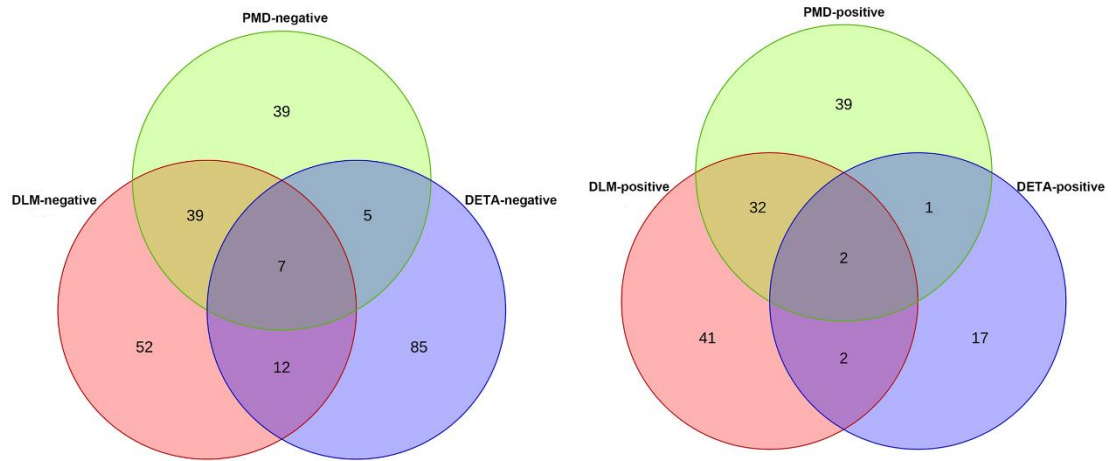 PMD-negative
39
DLM-negative
DETA-negative
39
5
7
52
12
85
PMD-positive
39
DLM-positive
DETA-positive
32
1
2
41
2
17